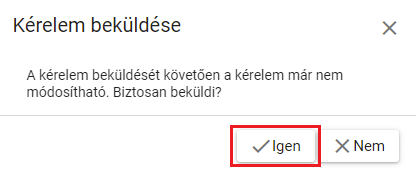 Kérelem beküldése
A kérelem beküldését követően a kérelem már nem
módosítható. Biztosan beküldi?
Igen
Nem